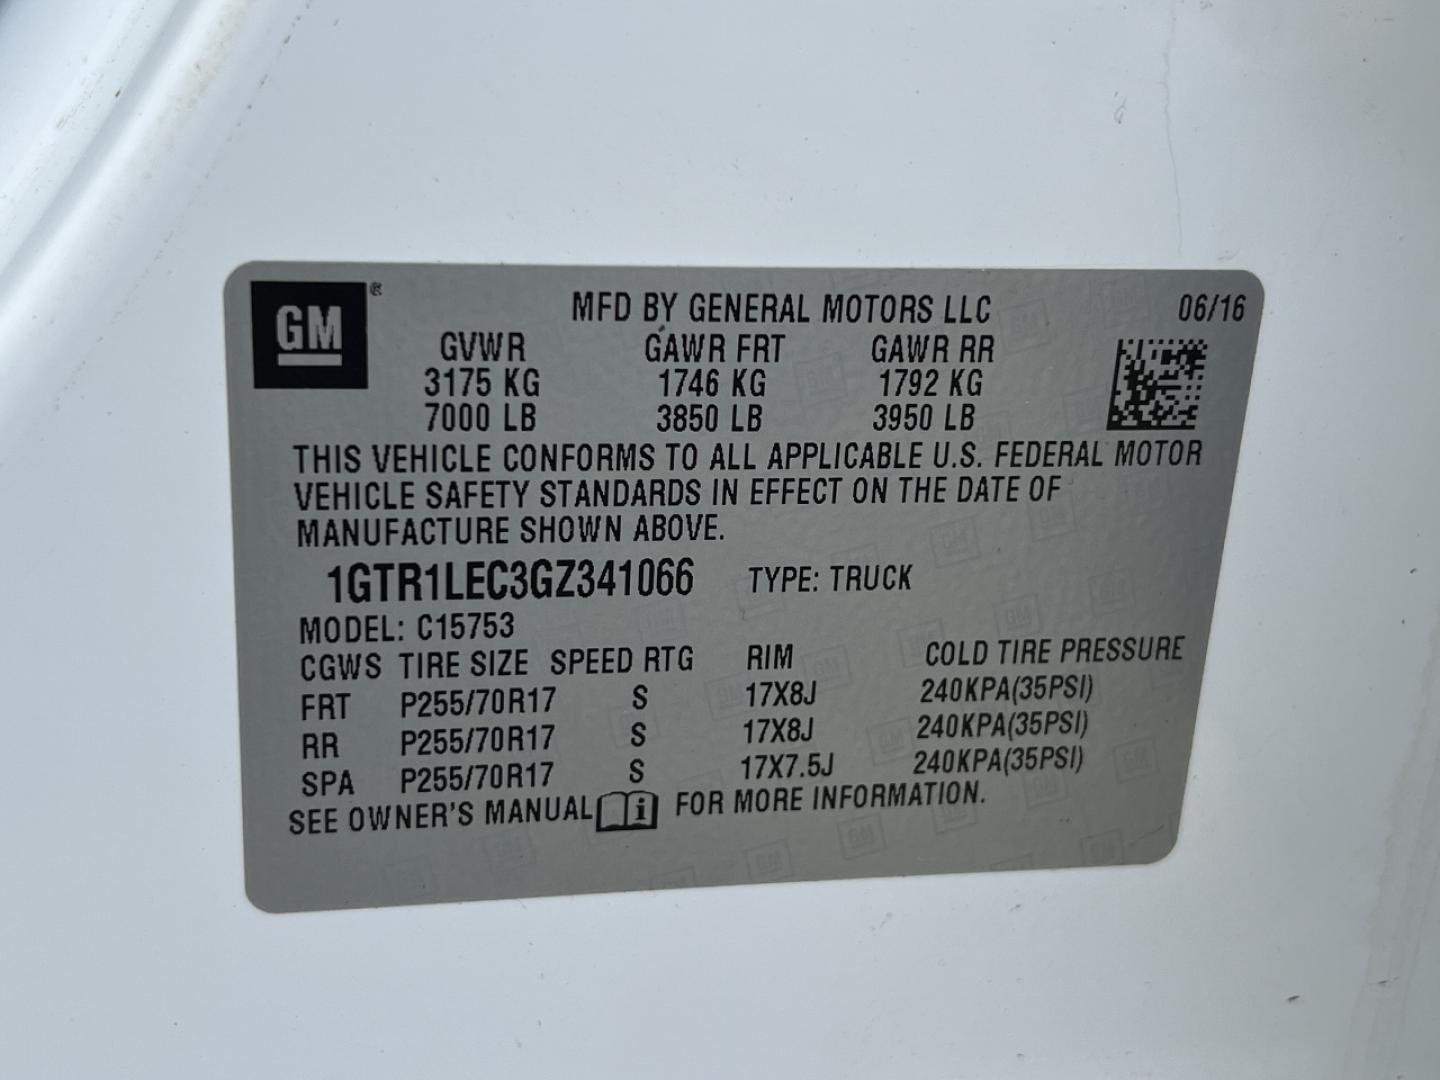 GM®
MFD BY GENERAL MOTORS LLC 06/16
GVWR GAWR FRT GAWR RR
3175 KG 1746 KG 1792 KG
7000 LB 3850 LB 3950 LB
THIS VEHICLE CONFORMS TO ALL APPLICABLE U.S. FEDERAL MOTOR
VEHICLE SAFETY STANDARDS IN EFFECT ON THE DATE OF
MANUFACTURE SHOWN ABOVE.
1GTR1LEC3GZ341066 TYPE: TRUCK
MODEL: C15753
CGWS TIRE SIZE SPEED RTG RIM COLD TIRE PRESSURE
FRT P255/70R17 S 17X8J 240KPA(35PSI)
RR P255/70R17 S 17X8J 240KPA(35PSI)
SPA P255/70R17 S 17X7.5J 240KPA(35PSI)
SEE OWNER'S MANUAL i FOR MORE INFORMATION.